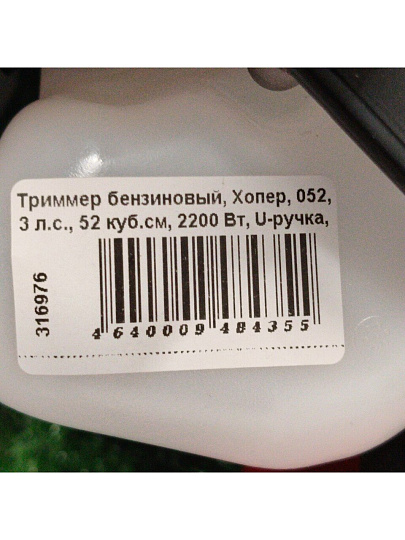 Триммер бензиновый, Хопер, 052,
3 л.с., 52 куб.см, 2200 Вт, U-ручка,
316976
4 640009 484355